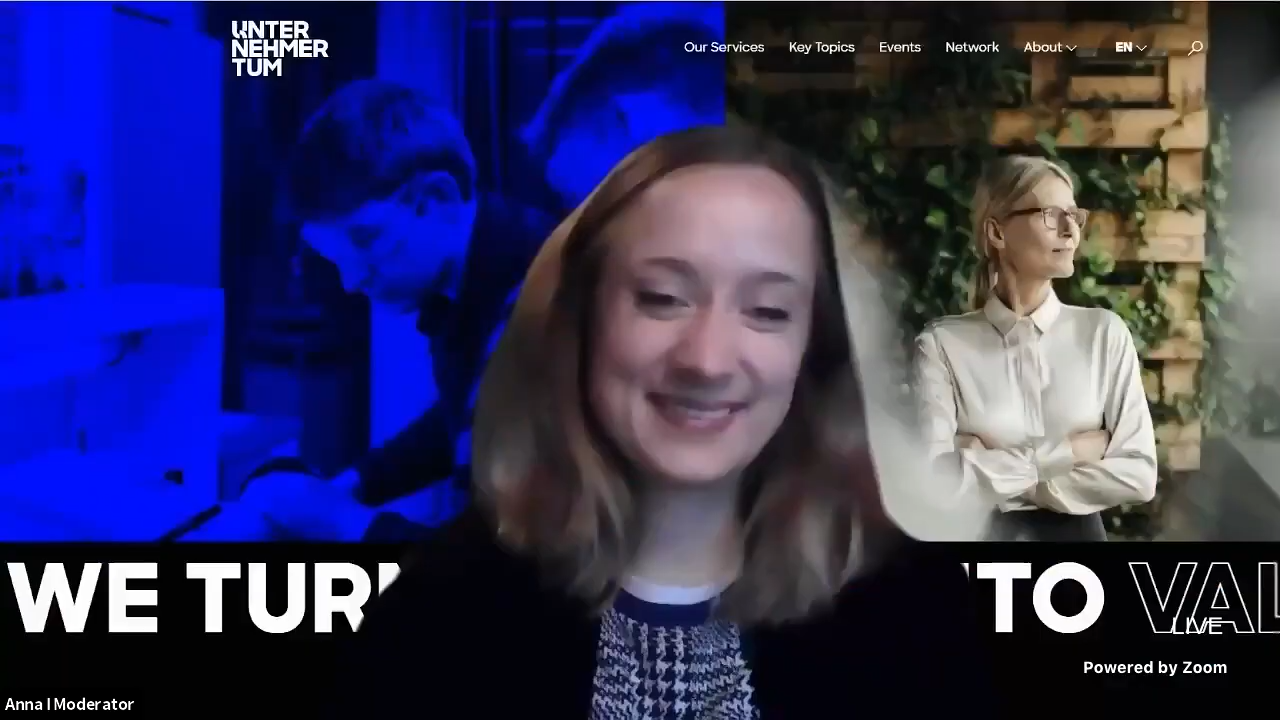 UNTER
NEHMER
TUM
Our Services Key Topics Events Network About EN
WE TURN
TO VAL
LIVE
Powered by Zoom
Anna I Moderator